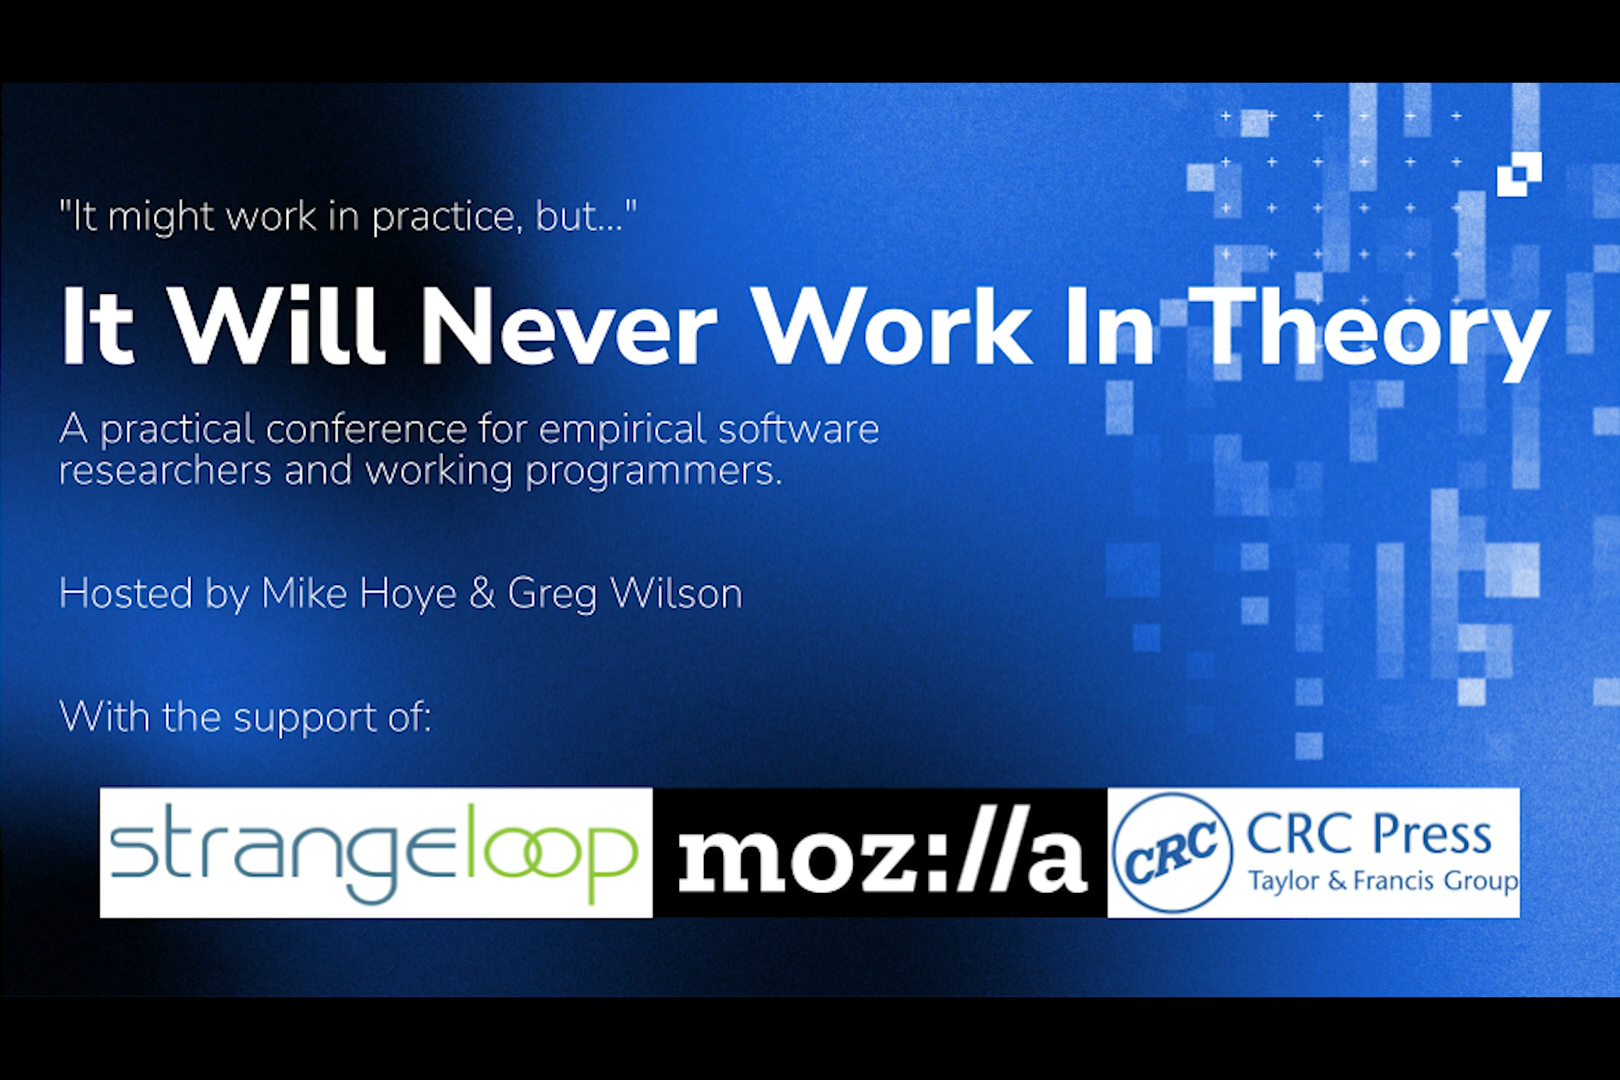 "It might work in practice, but..."
It Will Never Work In Theory
A practical conference for empirical software
researchers and working programmers.
Hosted by Mike Hoye & Greg Wilson
With the support of:
strangeloop
moz://a
CRC
CRC Press
Taylor & Francis Group